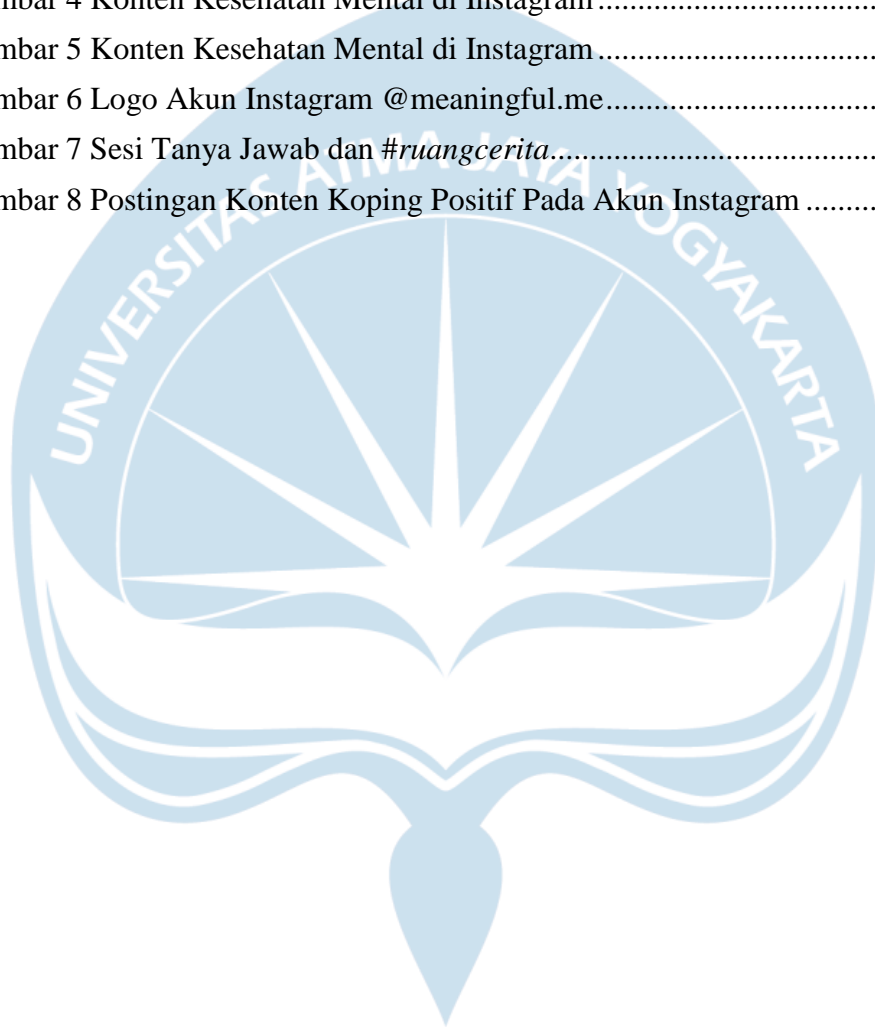 mbar 4 Konten Kesehatan Mental di Instagram ..........................................
mbar 5 Konten Kesehatan Mental di Instagram ..........................................
mbar 6 Logo Akun Instagram @meaningful.me ..........................................
mbar 7 Sesi Tanya Jawab dan #ruangcerita ..........................................
mbar 8 Postingan Konten Koping Positif Pada Akun Instagram .........
UNIVERSITAS ATMA JAYA YOGYAKARTA